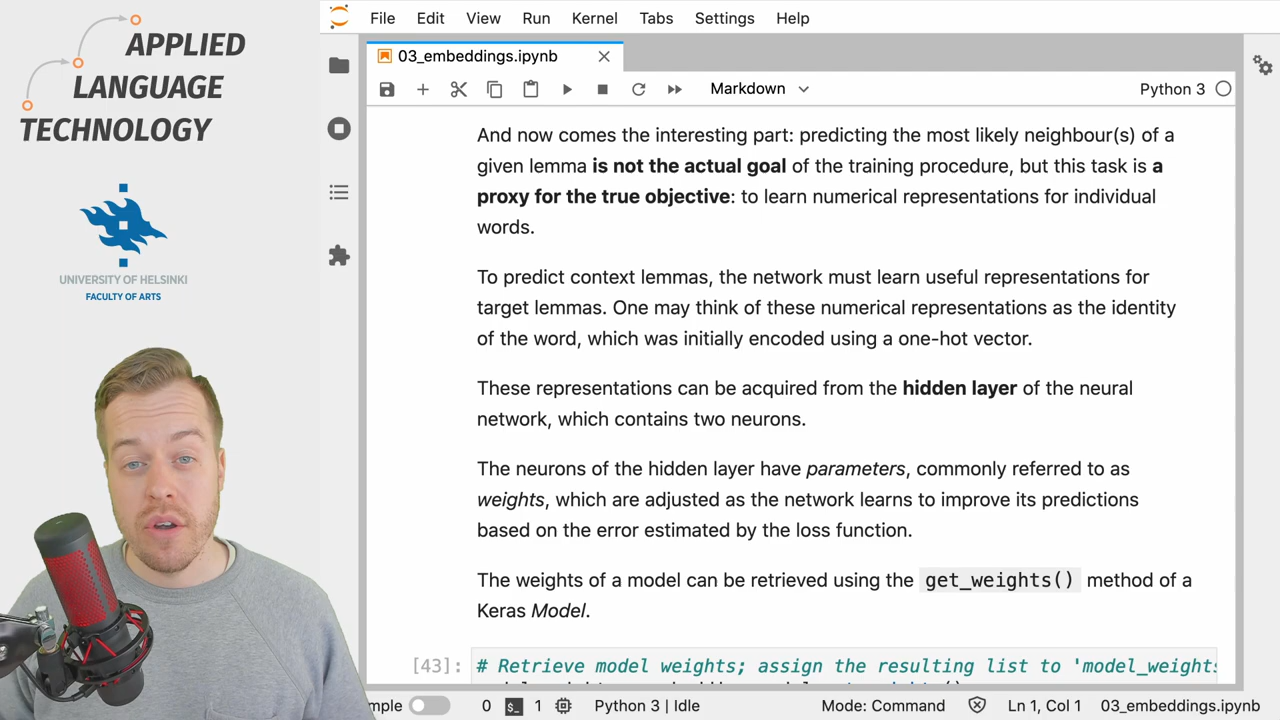 APPLIED
LANGUAGE
TECHNOLOGY
UNIVERSITY OF HELSINKI
FACULTY OF ARTS
File Edit View Run Kernel Tabs Settings Help
03_embeddings.ipynb
Markdown
Python 3
And now comes the interesting part: predicting the most likely neighbour(s) of a
given lemma is not the actual goal of the training procedure, but this task is a
proxy for the true objective: to learn numerical representations for individual
words.
To predict context lemmas, the network must learn useful representations for
target lemmas. One may think of these numerical representations as the identity
of the word, which was initially encoded using a one-hot vector.
These representations can be acquired from the hidden layer of the neural
network, which contains two neurons.
The neurons of the hidden layer have parameters, commonly referred to as
weights, which are adjusted as the network learns to improve its predictions
based on the error estimated by the loss function.
The weights of a model can be retrieved using the get_weights() method of a
Keras Model.
[43]: # Retrieve model weights; assign the resulting list to 'model_weights
mple 0 1 Python 3 | Idle Mode: Command Ln 1, Col 1 03_embeddings.ipynb